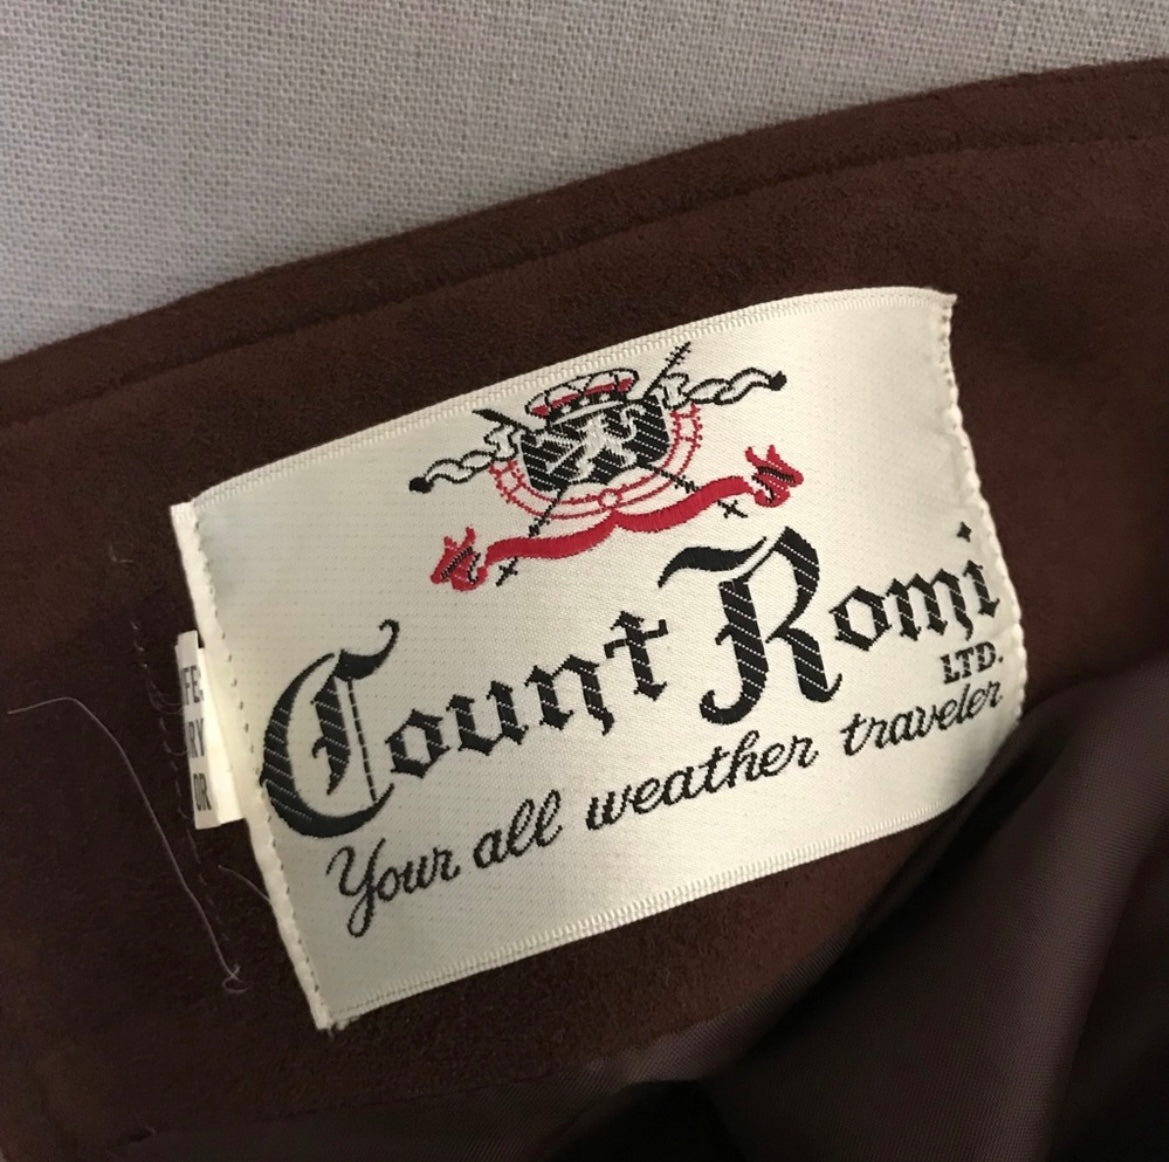 Count Romi
LTD.
Your all weather traveler